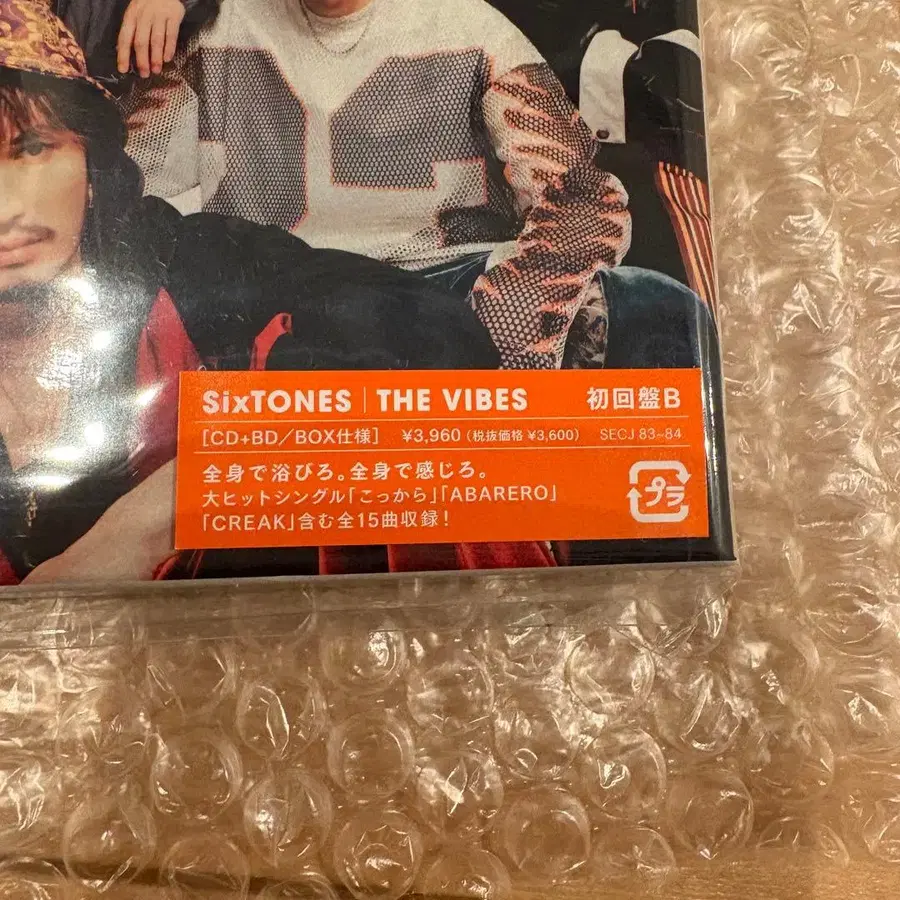 SixTONES | THE VIBES 初回盤B
[CD+BD/BOX仕様] ¥3,960(税抜価格 ¥3,600) SECJ 83-84
全身で浴びろ。全身で感じろ。
大ヒットシングル「こっから」「ABARERO」
「CREAK」含む全15曲収録!
プラ